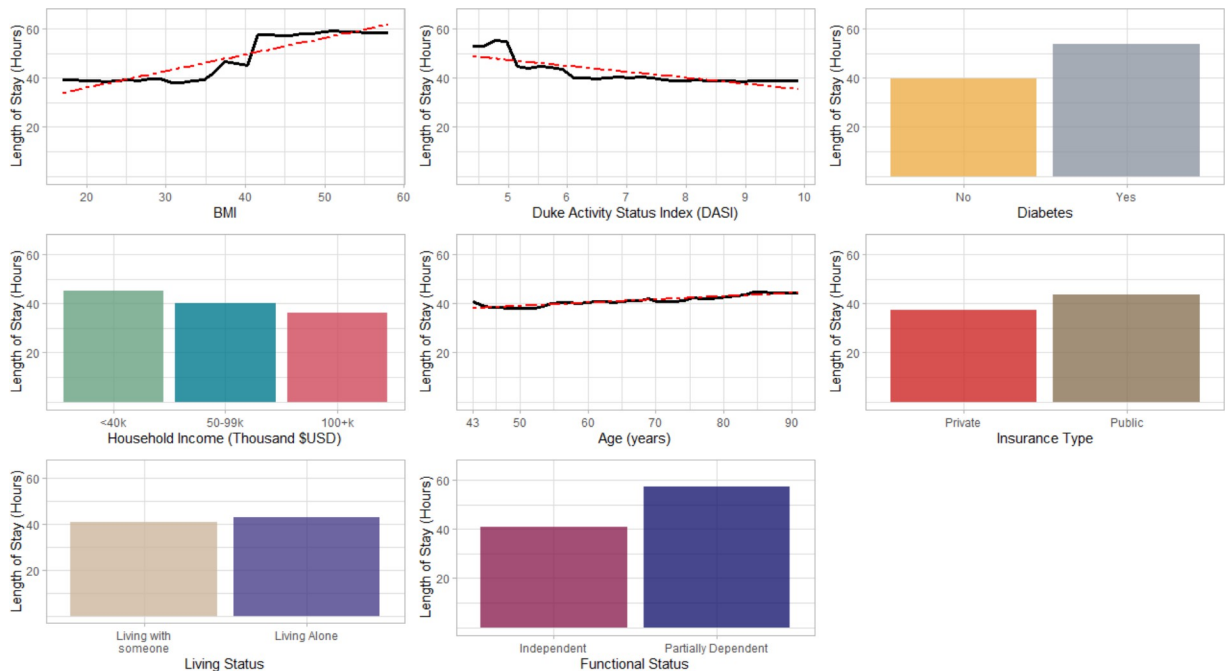 Length of Stay (Hours)
60
40
20
20
30
40
50
60
BMI
Length of Stay (Hours)
60
40
20
5
6
7
8
9
10
Duke Activity Status Index (DASI)
Length of Stay (Hours)
60
40
20
No
Yes
Diabetes
Length of Stay (Hours)
60
40
20
<40k
50-99k
100+k
Household Income (Thousand $USD)
Length of Stay (Hours)
60
40
20
43
50
60
70
80
90
Age (years)
Length of Stay (Hours)
60
40
20
Private
Public
Insurance Type
Length of Stay (Hours)
60
40
20
Living with
someone
Living Alone
Living Status
Length of Stay (Hours)
60
40
20
Independent
Partially Dependent
Functional Status